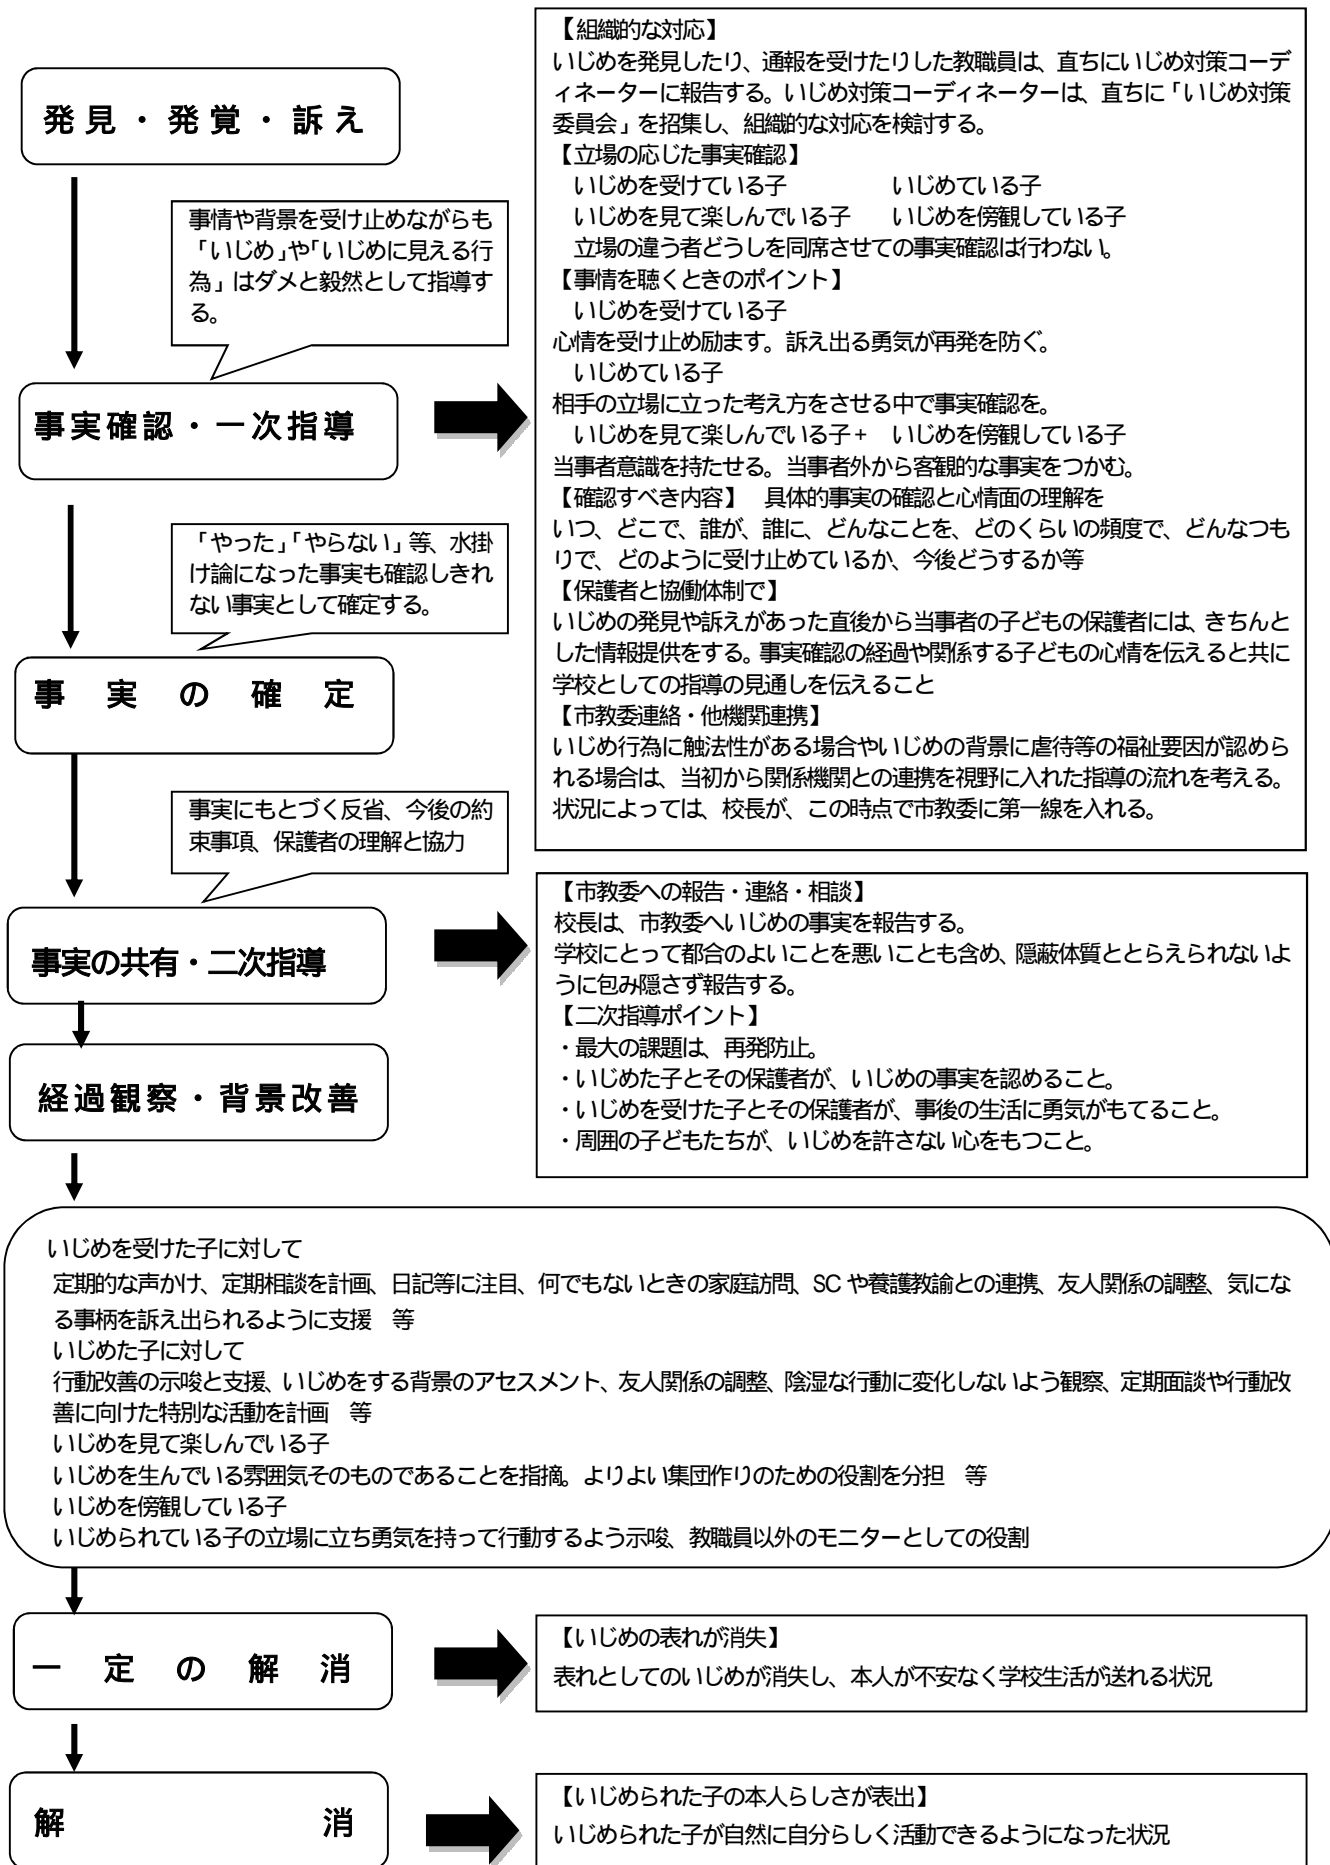 発見・発覚・訴え
事情や背景を受け止めながらも
「いじめ」や「いじめに見える行
為」はダメと毅然として指導す
る。
事実確認・一次指導
【組織的な対応】
いじめを発見したり、通報を受けたりした教職員は、直ちにいじめ対策コーデ
ィネーターに報告する。いじめ対策コーディネーターは、直ちに「いじめ対策
委員会」を招集し、組織的な対応を検討する。
【立場の応じた事実確認】
いじめを受けている子　いじめている子
いじめを見て楽しんでいる子　いじめを傍観している子
立場の違う者どうしを同席させての事実確認は行わない。
【事情を聴くときのポイント】
いじめを受けている子
心情を受け止め励ます。訴え出る勇気が再発を防ぐ。
いじめている子
相手の立場に立った考え方をさせる中で事実確認を。
いじめを見て楽しんでいる子+　いじめを傍観している子
当事者意識を持たせる。当事者外から客観的な事実をつかむ。
【確認すべき内容】　具体的事実の確認と心情面の理解を
いつ、どこで、誰が、誰に、どんなことを、どのくらいの頻度で、どんなつも
りで、どのように受け止めているか、今後どうするか等
【保護者と協働体制で】
いじめの発見や訴えがあった直後から当事者の子どもの保護者には、きちんと
した情報提供をする。事実確認の経過や関係する子どもの心情を伝えると共に
学校としての指導の見通しを伝えること
【市教委連絡・他機関連携】
いじめ行為に触法性がある場合やいじめの背景に虐待等の福祉要因が認めら
れる場合は、当初から関係機関との連携を視野に入れた指導の流れを考える。
状況によっては、校長が、この時点で市教委に第一線を入れる。
「やった」「やらない」等、水掛
け論になった事実も確認しきれ
ない事実として確定する。
事実の確定
事実にもとづく反省、今後の約
束事項、保護者の理解と協力
事実の共有・二次指導
【市教委への報告・連絡・相談】
校長は、市教委へいじめの事実を報告する。
学校にとって都合のよいことを悪いことも含め、隠蔽体質ととらえられないよ
うに包み隠さず報告する。
【二次指導ポイント】
・最大の課題は、再発防止。
・いじめた子とその保護者が、いじめの事実を認めること。
・いじめを受けた子とその保護者が、事後の生活に勇気がもてること。
・周囲の子どもたちが、いじめを許さない心をもつこと。
経過観察・背景改善
いじめを受けた子に対して
定期的な声かけ、定期相談を計画、日記等に注目、何でもないときの家庭訪問、SC や養護教諭との連携、友人関係の調整、気にな
る事柄を訴え出られるように支援　等
いじめた子に対して
行動改善の示唆と支援、いじめをする背景のアセスメント、友人関係の調整、陰湿な行動に変化しないよう観察、定期面談や行動改
善に向けた特別な活動を計画　等
いじめを見て楽しんでいる子
いじめを生んでいる雰囲気そのものであることを指摘。よりよい集団作りのための役割を分担　等
いじめを傍観している子
いじめられている子の立場に立ち勇気を持って行動するよう示唆、教職員以外のモニターとしての役割
一定の解消
【いじめの表れが消失】
表れとしてのいじめが消失し、本人が不安なく学校生活が送れる状況
解消
【いじめられた子の本人らしさが表出】
いじめられた子が自然に自分らしく活動できるようになった状況